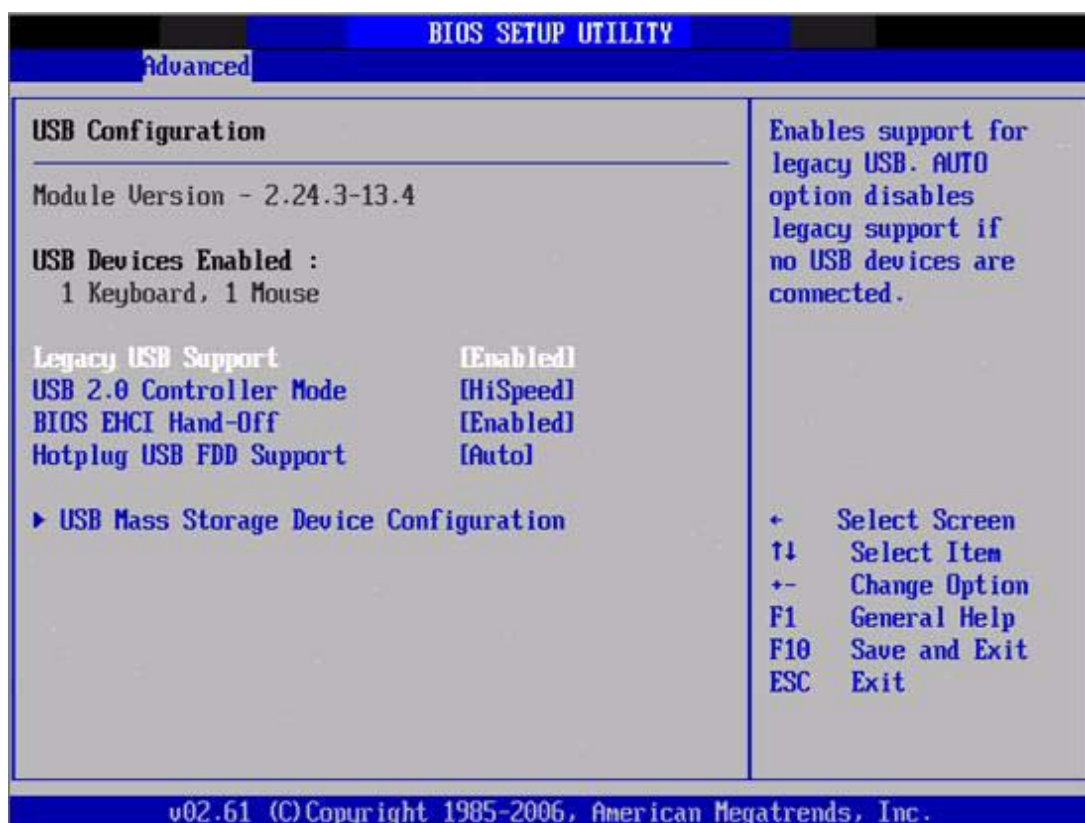 BIOS SETUP UTILITY
Advanced
USB Configuration
Module Version - 2.24.3-13.4
USB Devices Enabled :
1 Keyboard, 1 Mouse
Legacy USB Support [Enabled]
USB 2.0 Controller Mode [HiSpeed]
BIOS EHCI Hand-Off [Enabled]
Hotplug USB FDD Support [Auto]
▶ USB Mass Storage Device Configuration
Enables support for
legacy USB. AUTO
option disables
legacy support if
no USB devices are
connected.
← Select Screen
↑↓ Select Item
+- Change Option
F1 General Help
F10 Save and Exit
ESC Exit
v02.61 (C)Copyright 1985-2006, American Megatrends, Inc.